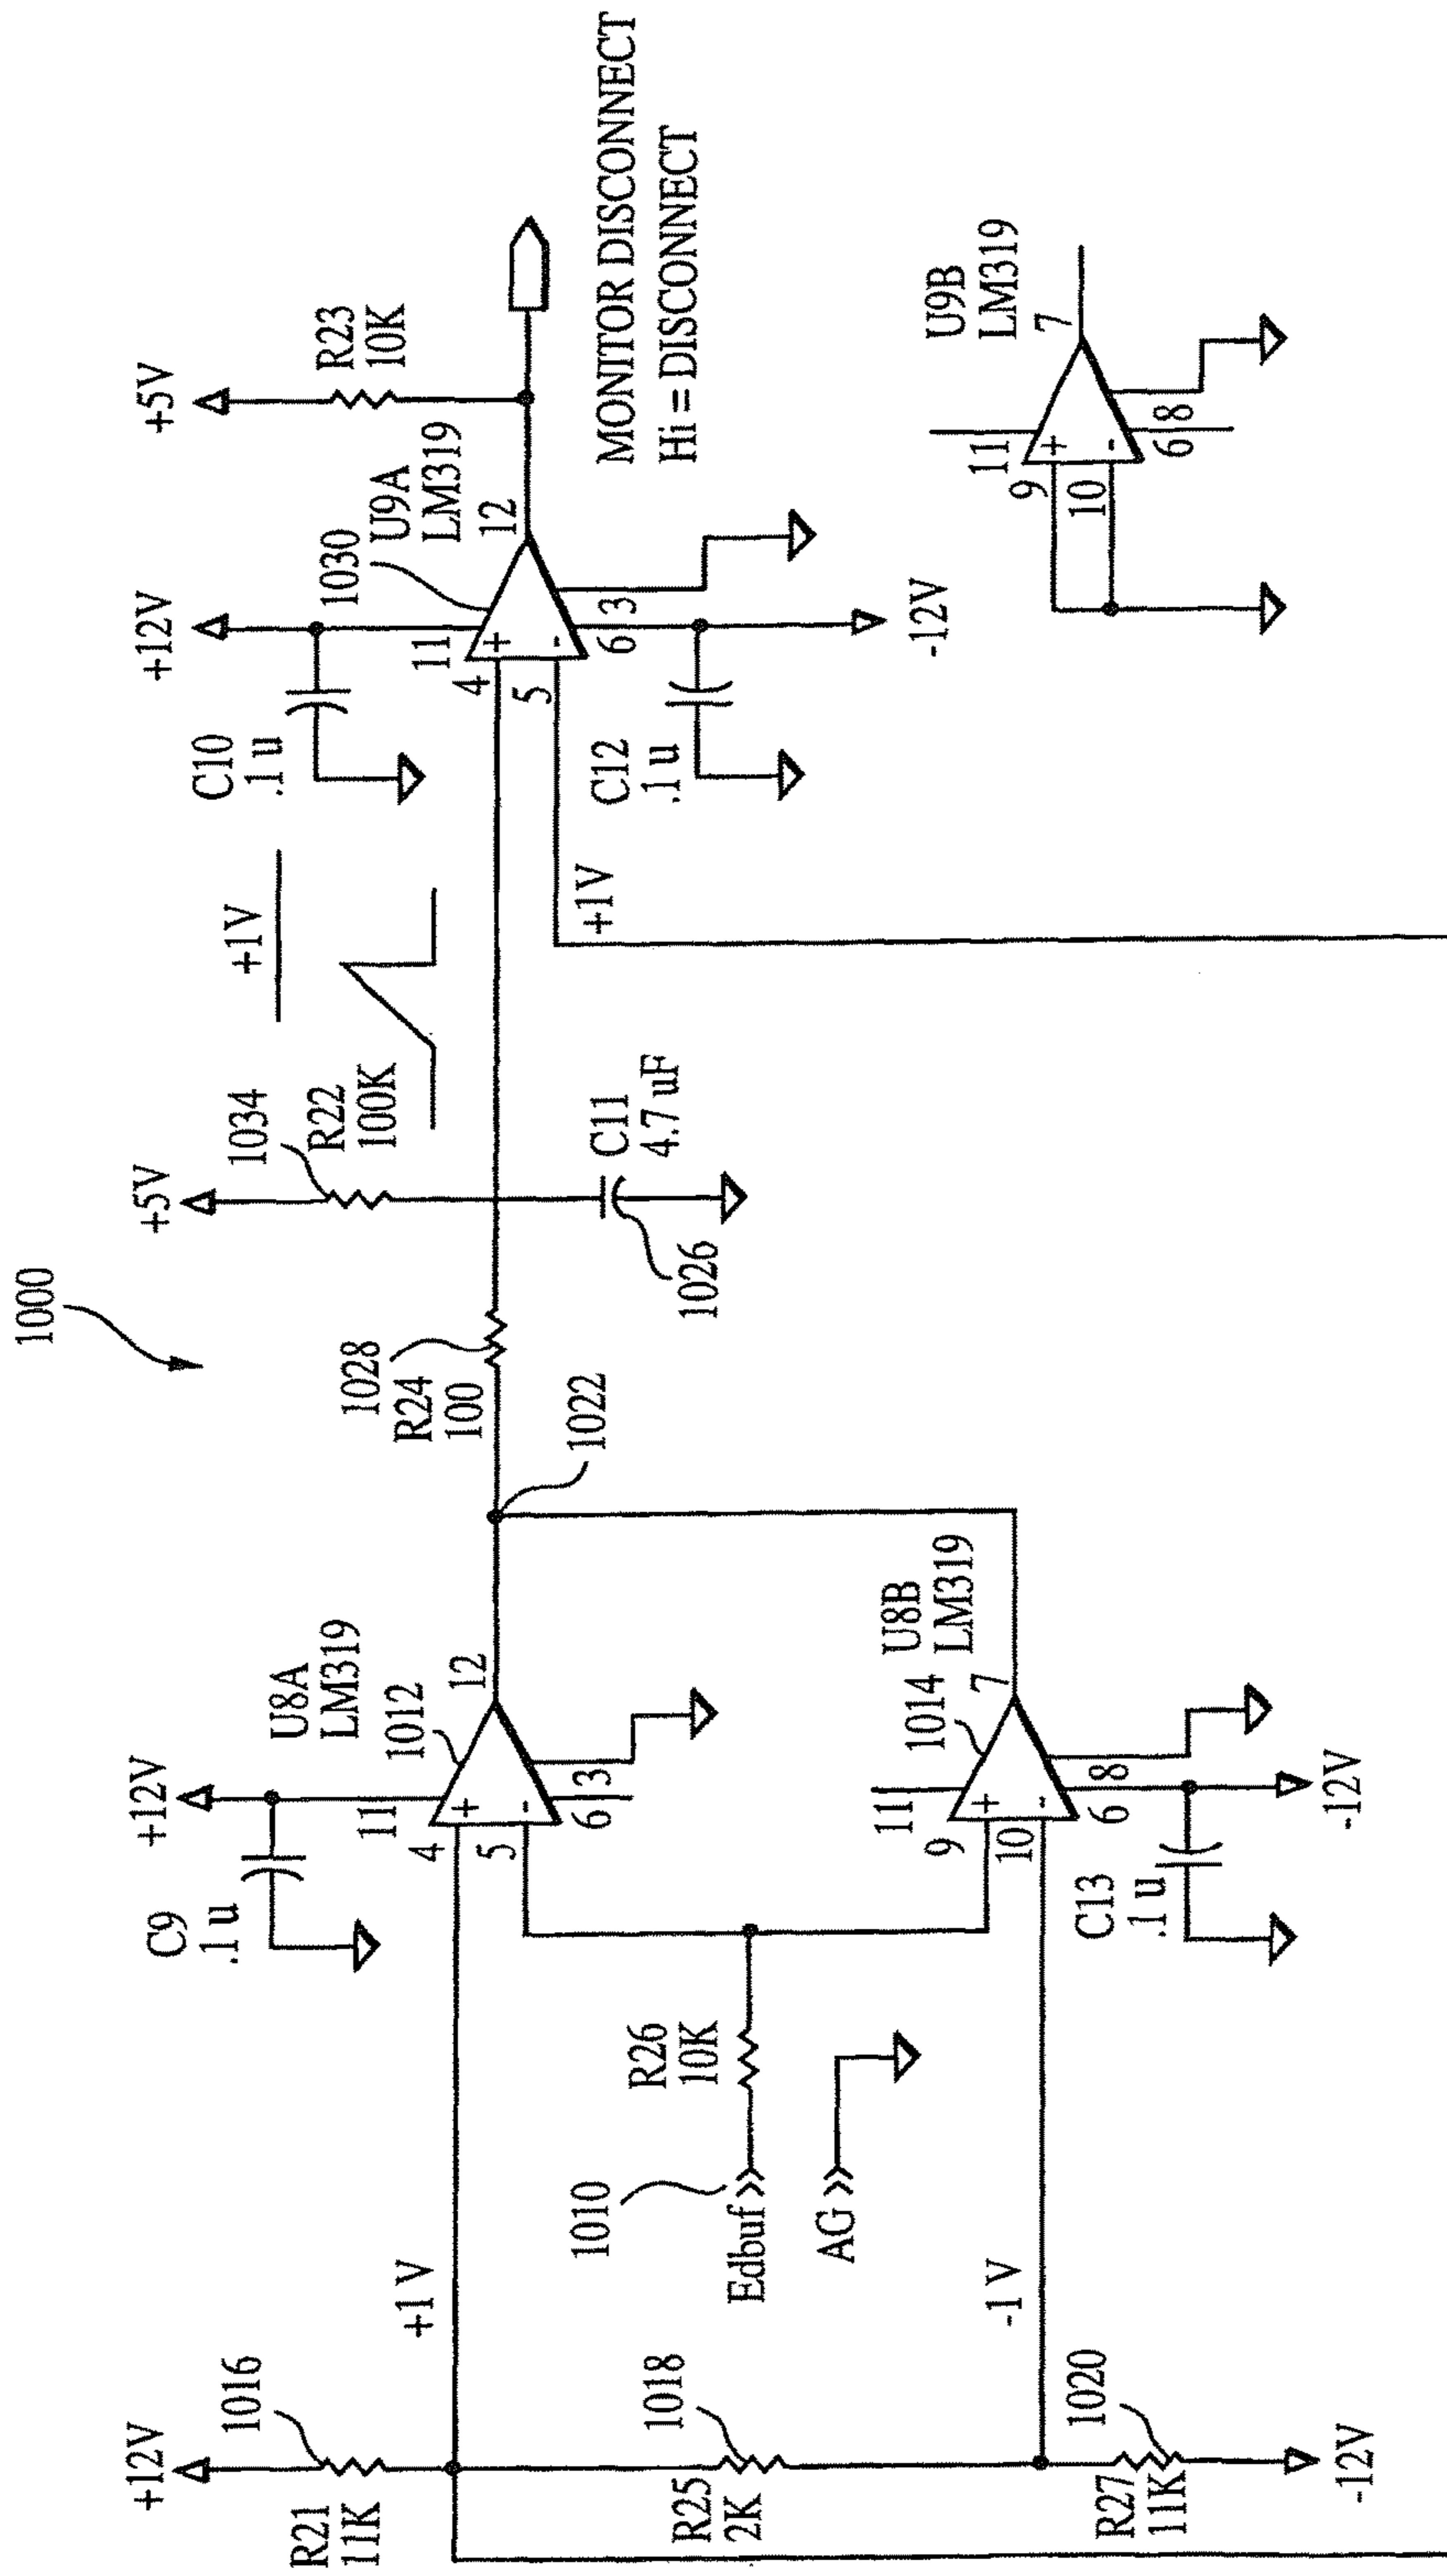 1000
+12V
1016
R21
11K
+1 V
R25
2K
1018
-1 V
R27
11K
1020
-12V
1010
Edbuf
AG
R26
10K
C9
.1 u
+12V
U8A
LM319
1012
11
4
+
5
-
6
3
12
U8B
LM319
1014
11
9
+
10
-
6
8
7
C13
.1 u
-12V
1022
1028
R24
100
+5V
1034
R22
100K
C11
4.7 uF
1026
+1V
+1V
C10
.1 u
+12V
1030
U9A
LM319
11
4
+
5
-
6
3
12
C12
.1 u
-12V
+5V
R23
10K
MONITOR DISCONNECT
Hi = DISCONNECT
U9B
LM319
11
9
+
10
-
6
8
7